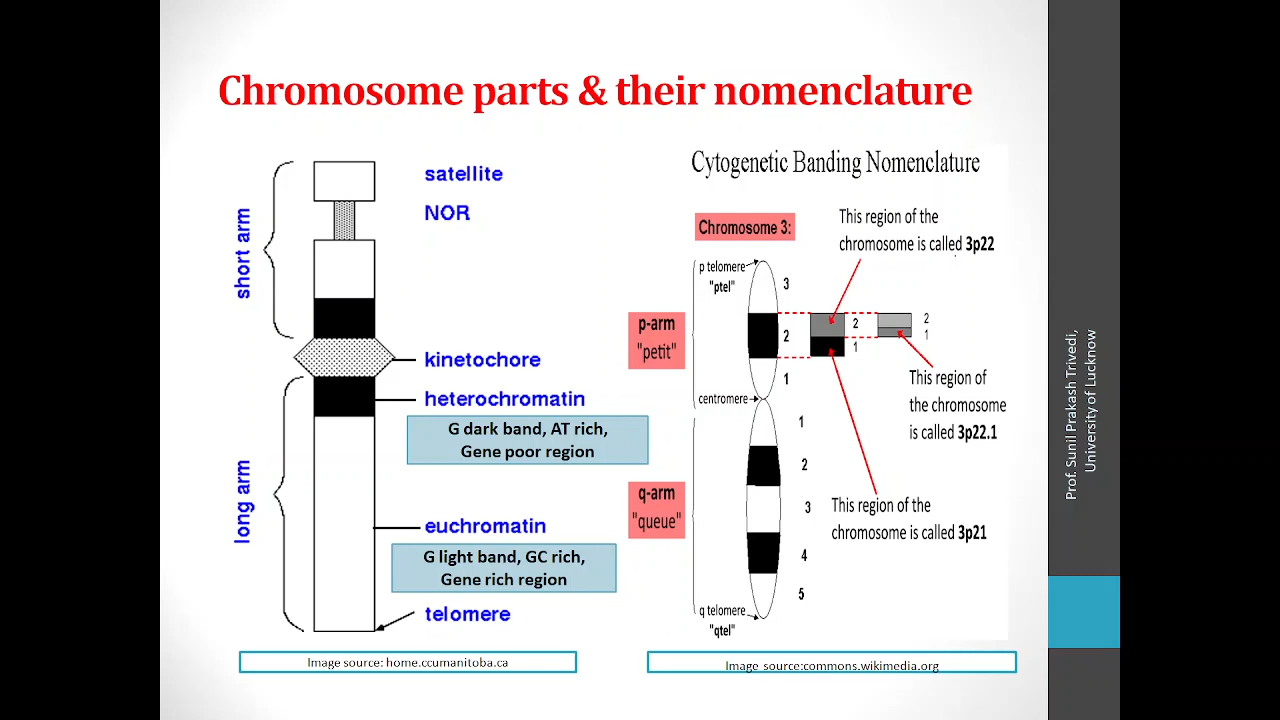 Chromosome parts & their nomenclature
short arm
satellite
NOR
kinetochore
heterochromatin
G dark band, AT rich,
Gene poor region
long arm
euchromatin
G light band, GC rich,
Gene rich region
telomere
Image source: home.ccumanitoba.ca
Cytogenetic Banding Nomenclature
Chromosome 3:
This region of the
chromosome is called 3p22
p telomere
"ptel"
3
2
1
p-arm
"petit"
2
1
2
1
This region of
the chromosome
is called 3p22.1
centromere
1
2
3
4
5
q-arm
"queue"
This region of the
chromosome is called 3p21
q telomere
"qtel"
Image source:commons.wikimedia.org
Prof. Sunil Prakash Trivedi,
University of Lucknow